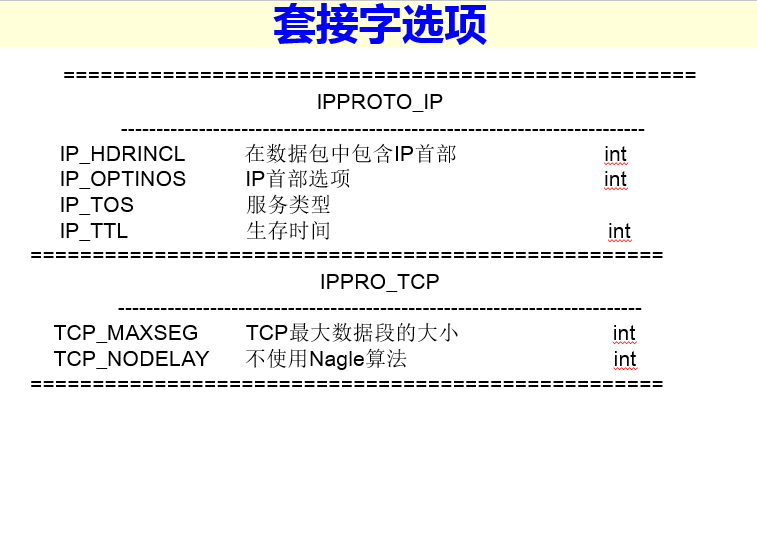 套接字选项
===================================================
IPPROTO_IP
--------------------------------------------------------------------------
IP_HDRINCL 在数据包中包含IP首部 int
IP_OPTINOS IP首部选项 int
IP_TOS 服务类型
IP_TTL 生存时间 int
===================================================
IPPRO_TCP
--------------------------------------------------------------------------
TCP_MAXSEG TCP最大数据段的大小 int
TCP_NODELAY 不使用Nagle算法 int
===================================================